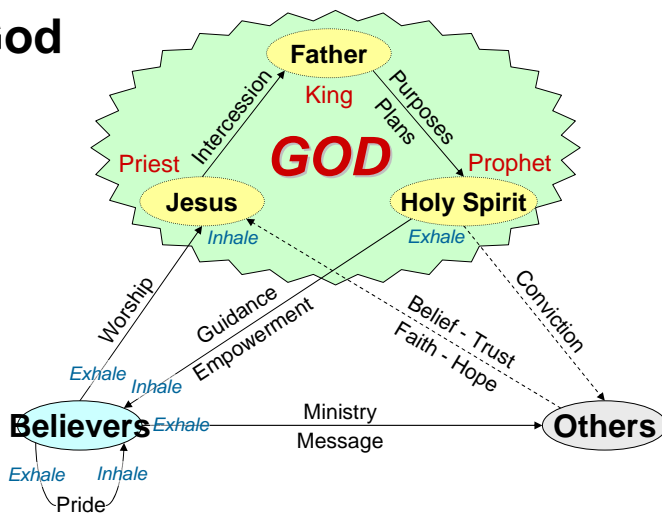 God
Father
King
Intercession
Purposes
Plans
GOD
Priest
Prophet
Jesus
Holy Spirit
Inhale
Exhale
Worship
Guidance
Empowerment
Belief - Trust
Faith - Hope
Conviction
Exhale
Inhale
Believers
Exhale
Ministry
Message
Others
Exhale
Inhale
Pride